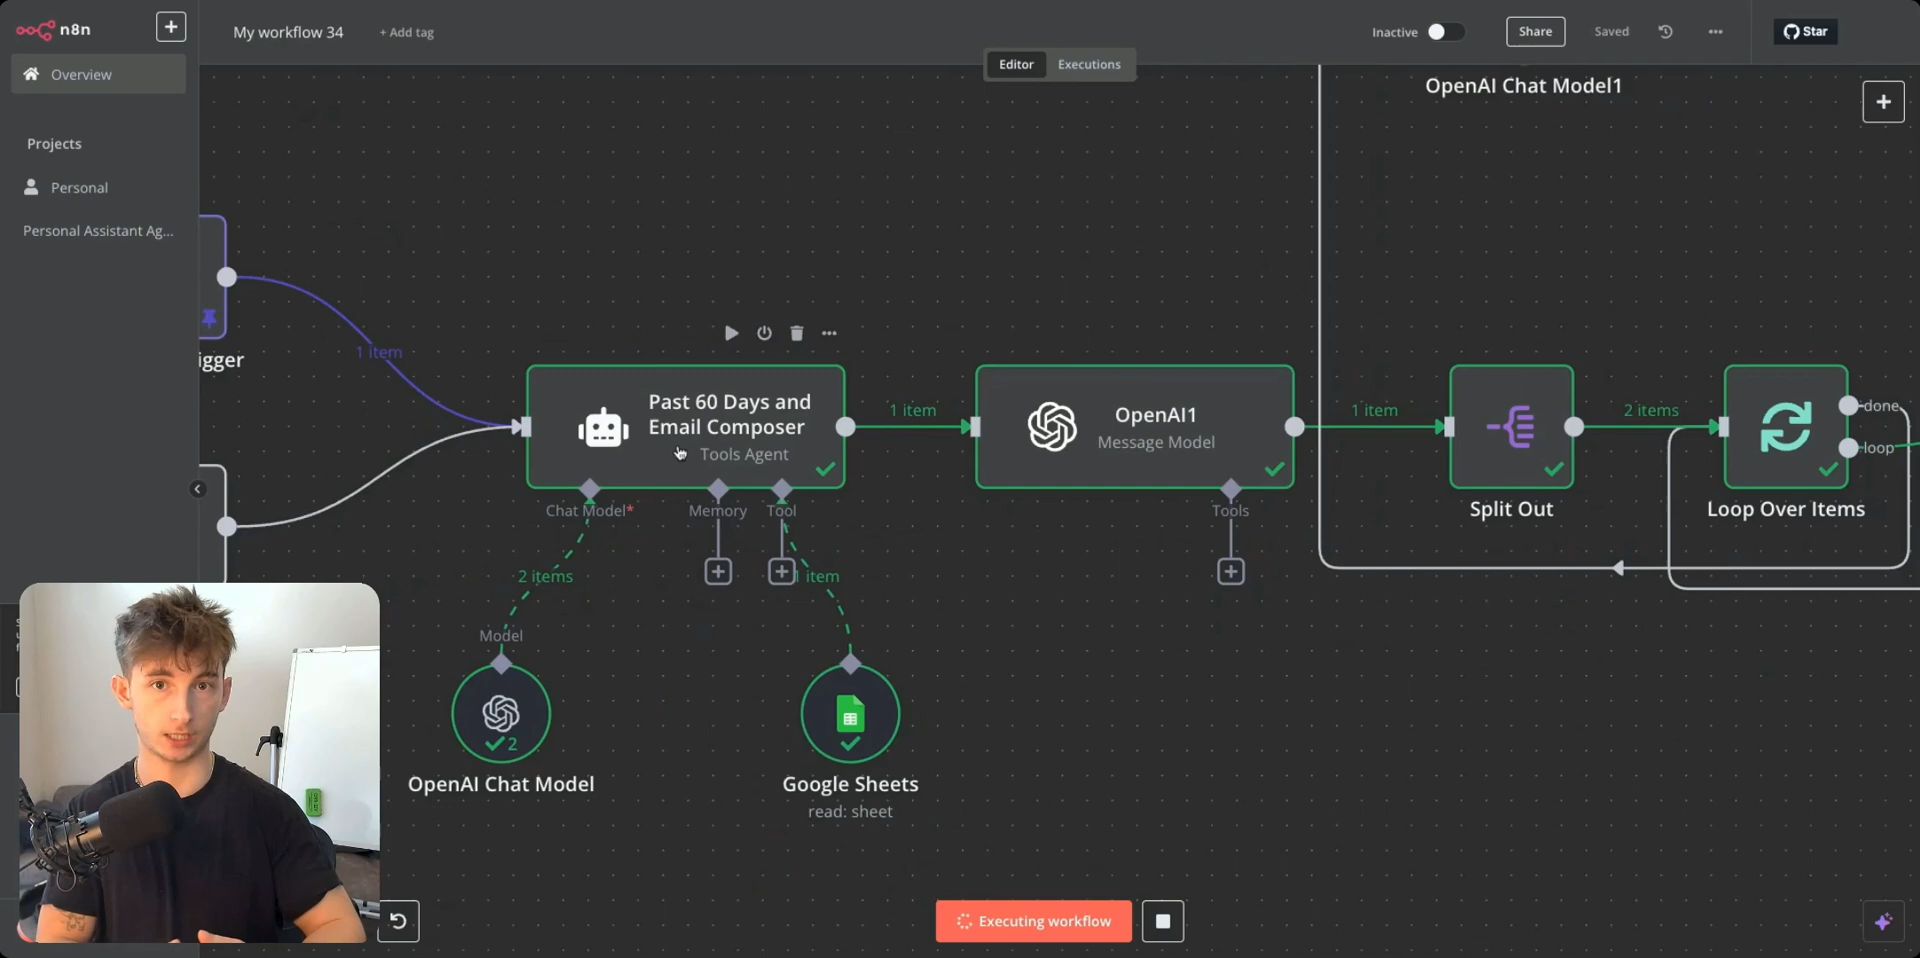 n8n
My workflow 34
+ Add tag
Inactive
Share
Saved
Star
Editor
Executions
Overview
Projects
Personal
Personal Assistant Ag...
OpenAI Chat Model1
1 item
igger
Past 60 Days and
Email Composer
Tools Agent
1 item
OpenAI1
Message Model
1 item
2 items
done
loop
Split Out
Loop Over Items
Chat Model*
Memory
Tool
Tools
2 items
1 item
Model
2
OpenAI Chat Model
Google Sheets
read: sheet
Executing workflow